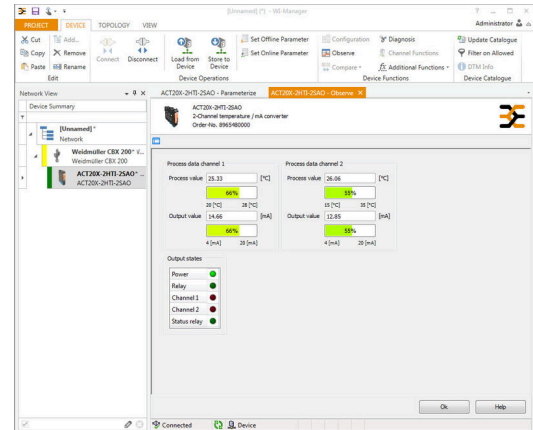 [Unnamed] (*) - WI-Manager
PROJECT DEVICE TOPOLOGY VIEW Administrator
Cut Add... Connect Disconnect Load from Device Store to Device Set Offline Parameter Configuration Diagnosis Update Catalogue
Copy Remove Set Online Parameter Observe Channel Functions Filter on Allowed
Paste Rename Compare Additional Functions DTM Info
Edit Device Operations Device Functions Device Catalogue
Network View
ACT20X-2HTI-2SAO - Parameterize ACT20X-2HTI-2SAO - Observe
Device Summary
[Unnamed]*
Network
Weidmüller CBX 200* V...
Weidmüller CBX 200
ACT20X-2HTI-2SAO* ...
ACT20X-2HTI-2SAO
ACT20X-2HTI-2SAO
2-Channel temperature / mA converter
Order-No. 8965480000
Process data channel 1
Process value 25.33 [°C]
66%
20 [°C] 28 [°C]
Output value 14.66 [mA]
66%
4 [mA] 20 [mA]
Process data channel 2
Process value 26.06 [°C]
55%
15 [°C] 35 [°C]
Output value 12.85 [mA]
55%
4 [mA] 20 [mA]
Output states
Power
Relay
Channel 1
Channel 2
Status relay
Ok Help
Connected Device